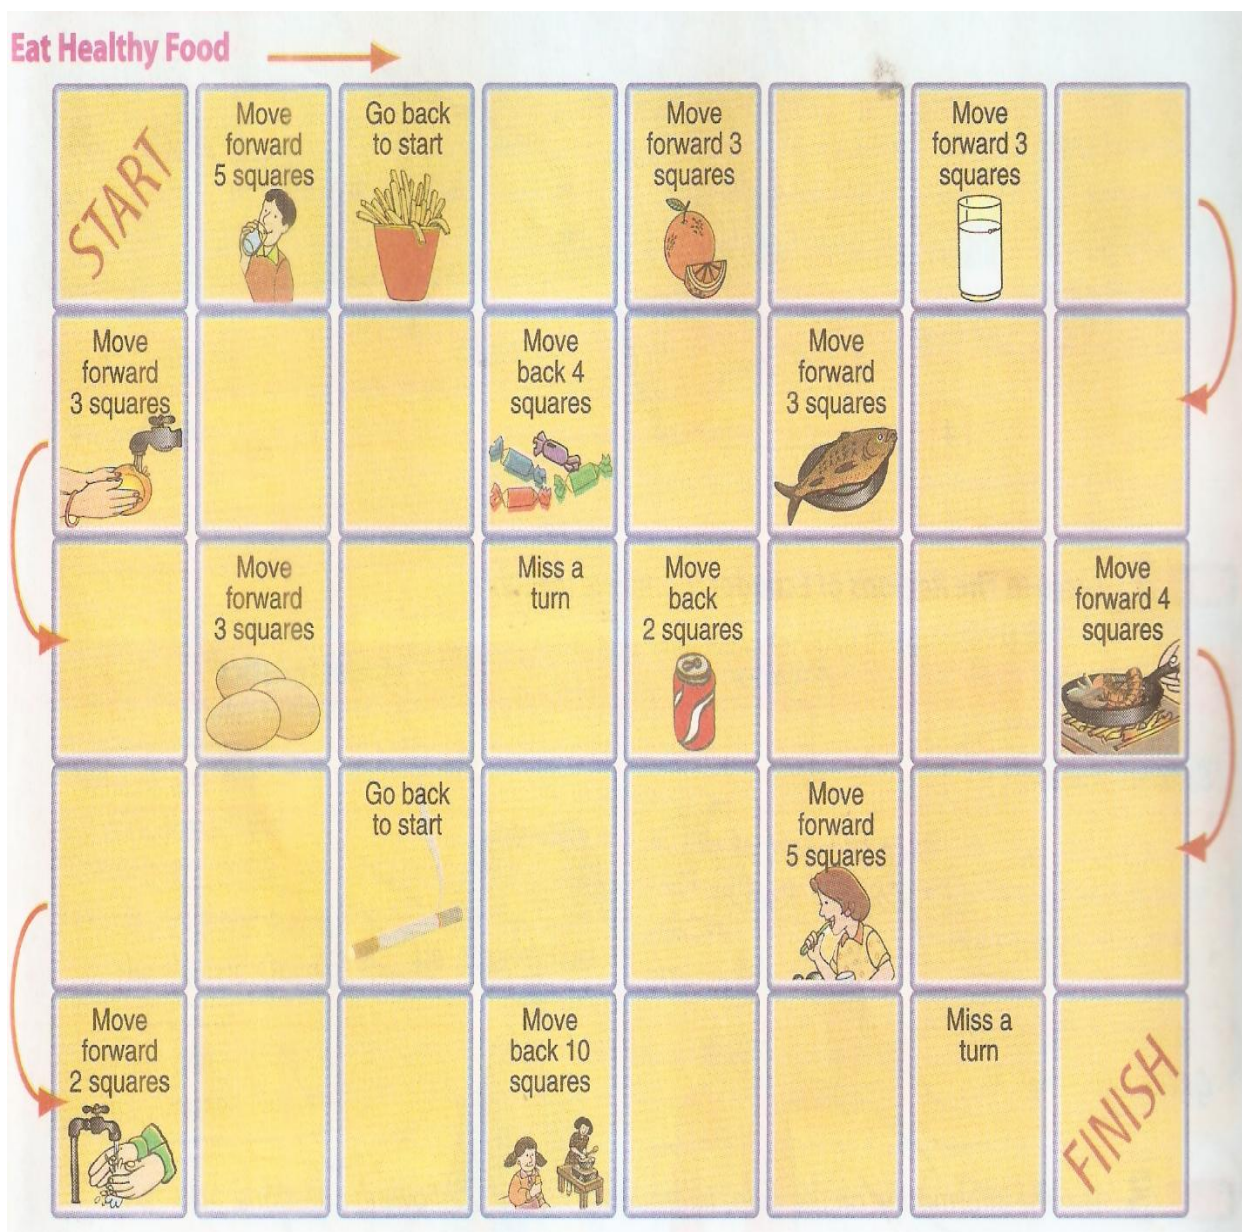 Eat Healthy Food
START
Move
forward
5 squares
Go back
to start
Move
forward 3
squares
Move
forward 3
squares
Move
forward
3 squares
Move
back 4
squares
Move
forward
3 squares
Move
forward
3 squares
Miss a
turn
Move
back
2 squares
Move
forward 4
squares
Go back
to start
Move
forward
5 squares
Move
forward
2 squares
Move
back 10
squares
Miss a
turn
FINISH